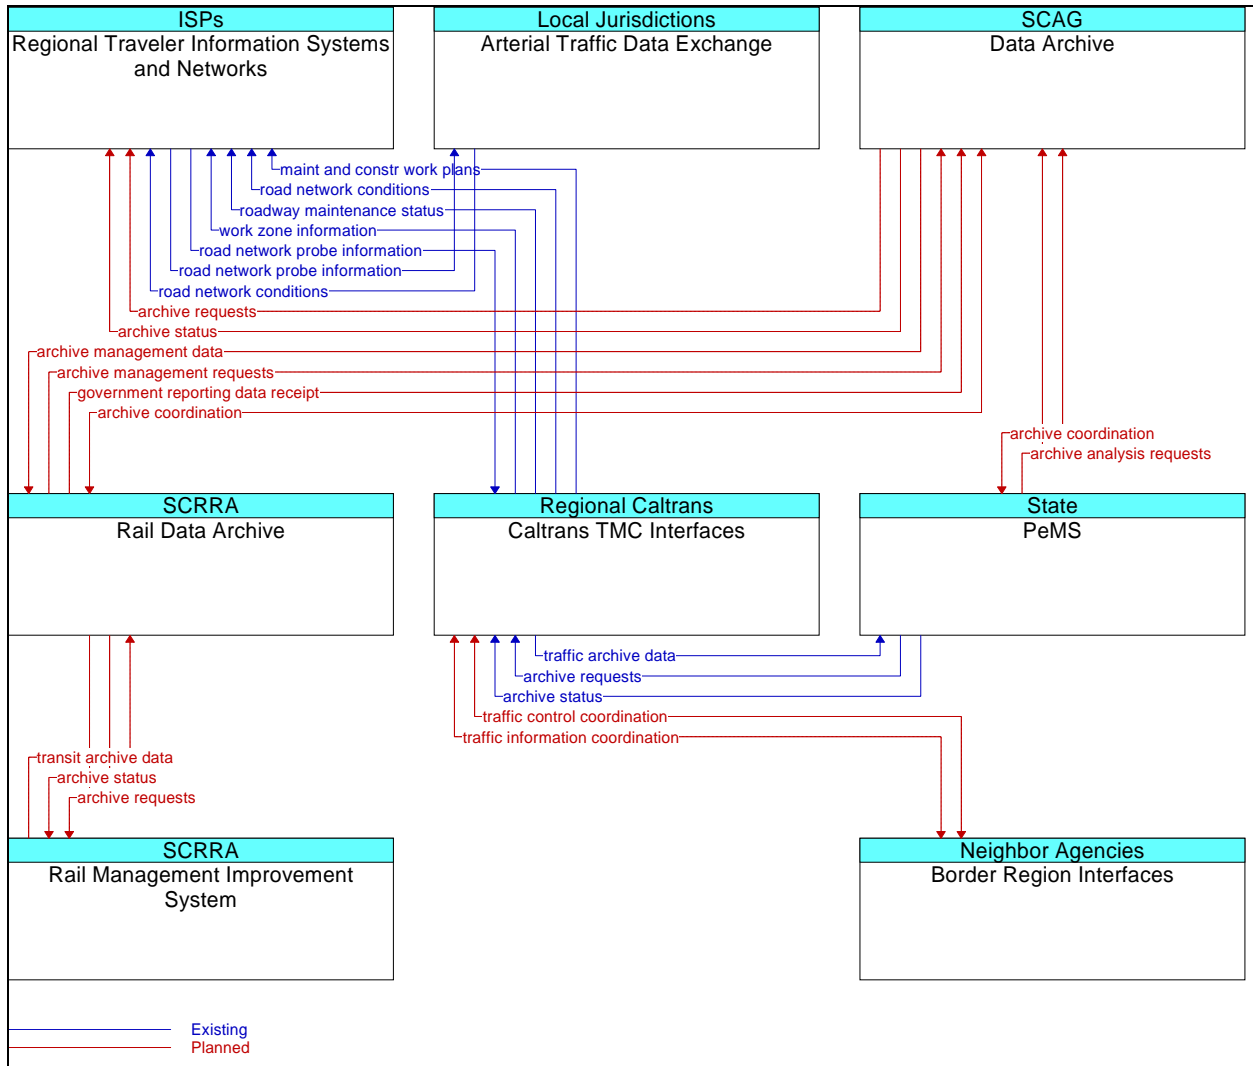 ISPs
Regional Traveler Information Systems
and Networks
Local Jurisdictions
Arterial Traffic Data Exchange
SCAG
Data Archive
maint and constr work plans
road network conditions
roadway maintenance status
work zone information
road network probe information
road network probe information
road network conditions
archive requests
archive status
archive management data
archive management requests
government reporting data receipt
archive coordination
archive coordination
archive analysis requests
SCRRA
Rail Data Archive
Regional Caltrans
Caltrans TMC Interfaces
State
PeMS
traffic archive data
archive requests
archive status
traffic control coordination
traffic information coordination
transit archive data
archive status
archive requests
SCRRA
Rail Management Improvement
System
Neighbor Agencies
Border Region Interfaces
Existing
Planned